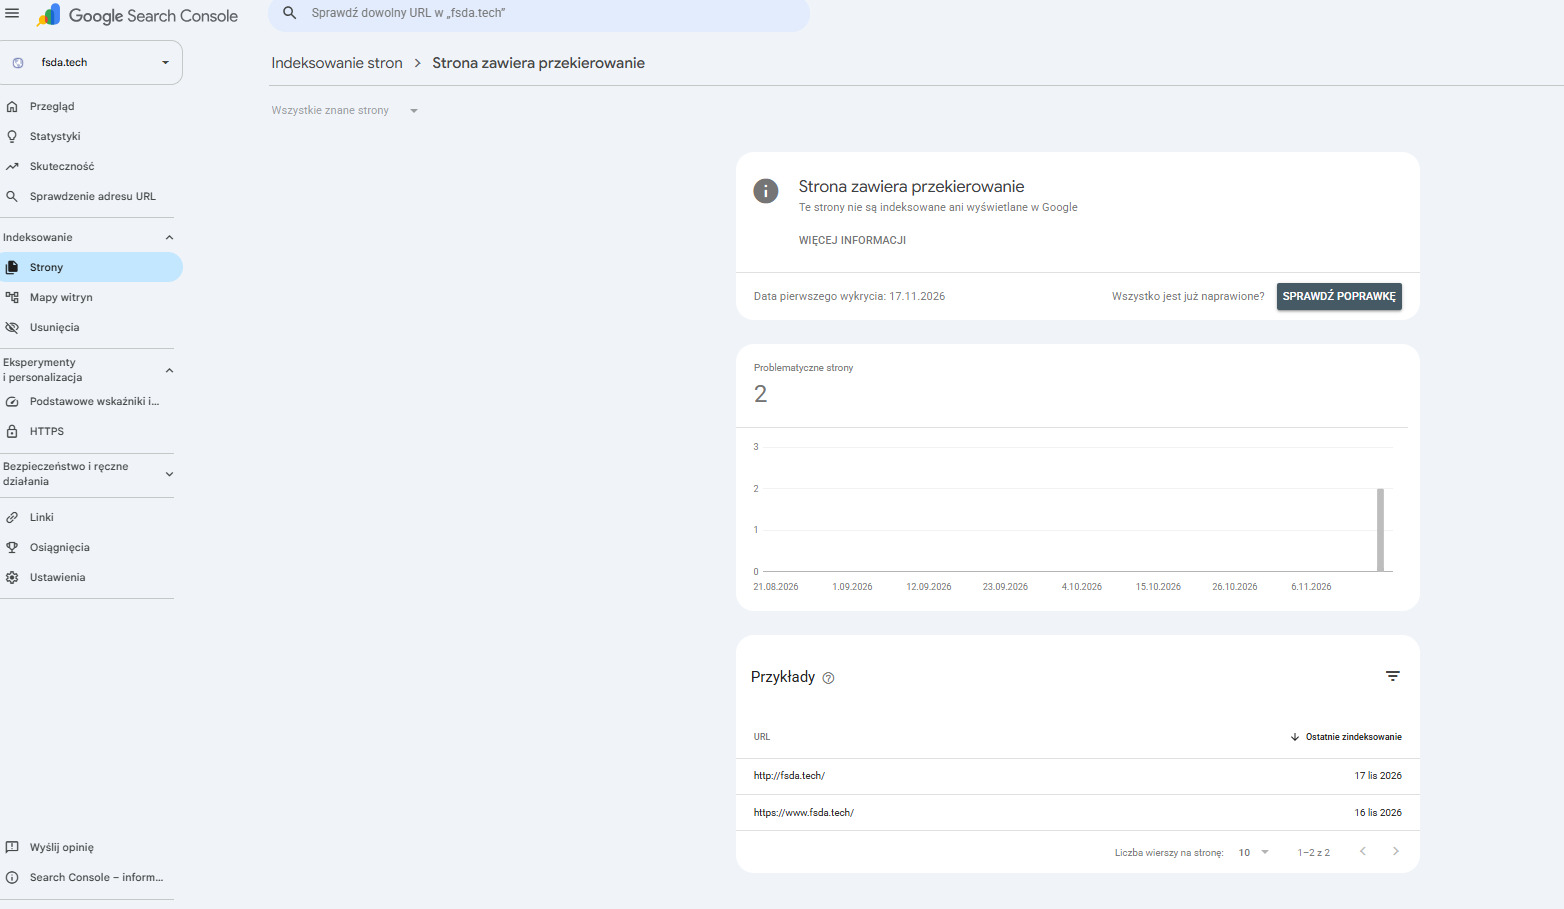 Google Search Console
Sprawdź dowolny URL w „fsda.tech”
fsda.tech
Przegląd
Statystyki
Skuteczność
Sprawdzenie adresu URL
Indeksowanie
Strony
Mapy witryn
Usunięcia
Eksperymenty
i personalizacja
Podstawowe wskaźniki i...
HTTPS
Bezpieczeństwo i ręczne
działania
Linki
Osiągnięcia
Ustawienia
Wyślij opinię
Search Console – inform...
Indeksowanie stron > Strona zawiera przekierowanie
Wszystkie znane strony
Strona zawiera przekierowanie
Te strony nie są indeksowane ani wyświetlane w Google
WIĘCEJ INFORMACJI
Data pierwszego wykrycia: 17.11.2026
Wszystko jest już naprawione? SPRAWDŹ POPRAWKĘ
Problematyczne strony
2
3
2
1
0
21.08.2026 1.09.2026 12.09.2026 23.09.2026 4.10.2026 15.10.2026 26.10.2026 6.11.2026
Przykłady
URL Ostatnie zindeksowanie
http://fsda.tech/ 17 lis 2026
https://www.fsda.tech/ 16 lis 2026
Liczba wierszy na stronę: 10 1–2 z 2